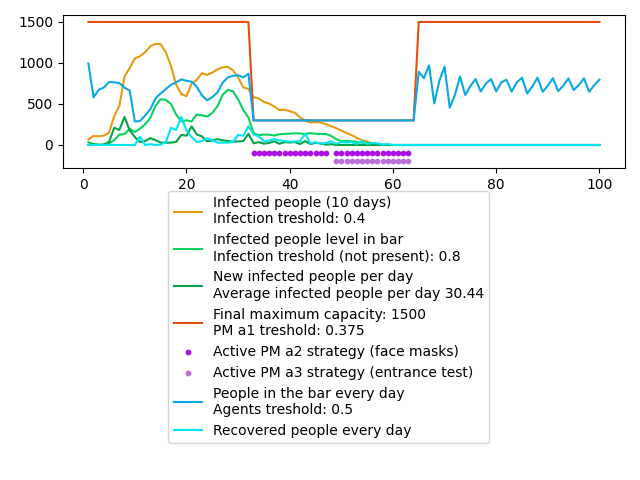 1500
1000
500
0
0 20 40 60 80 100
Infected people (10 days)
Infection treshold: 0.4
Infected people level in bar
Infection treshold (not present): 0.8
New infected people per day
Average infected people per day 30.44
Final maximum capacity: 1500
PM a1 treshold: 0.375
Active PM a2 strategy (face masks)
Active PM a3 strategy (entrance test)
People in the bar every day
Agents treshold: 0.5
Recovered people every day